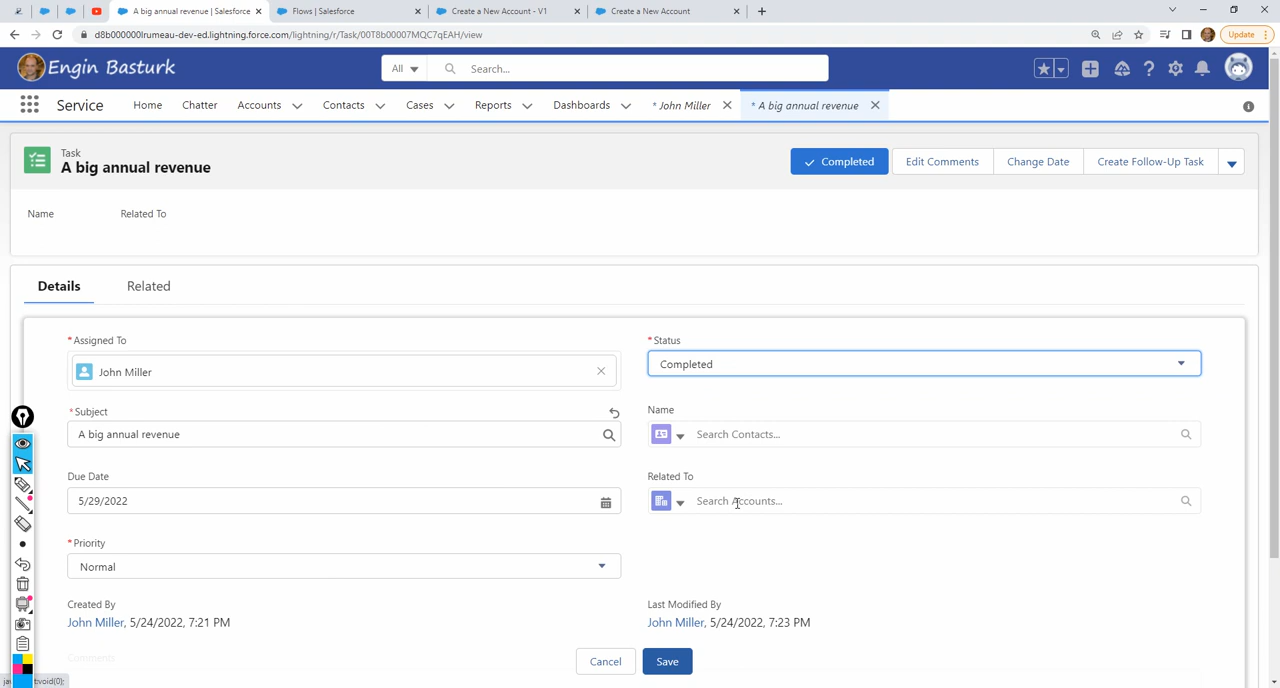 A big annual revenue | Salesforce
Flows | Salesforce
Create a New Account - V1
Create a New Account
d8b000000lrumeau-dev-ed.lightning.force.com/lightning/r/Task/00T8b00007MQC7qEAH/view
Update
Engin Basturk
All
Search...
Service
Home
Chatter
Accounts
Contacts
Cases
Reports
Dashboards
* John Miller
* A big annual revenue
Task
A big annual revenue
Completed
Edit Comments
Change Date
Create Follow-Up Task
Name
Related To
Details
Related
*Assigned To
John Miller
*Status
Completed
*Subject
A big annual revenue
Name
Search Contacts...
Due Date
5/29/2022
Related To
Search Accounts...
*Priority
Normal
Created By
John Miller, 5/24/2022, 7:21 PM
Last Modified By
John Miller, 5/24/2022, 7:23 PM
Cancel
Save
Comments